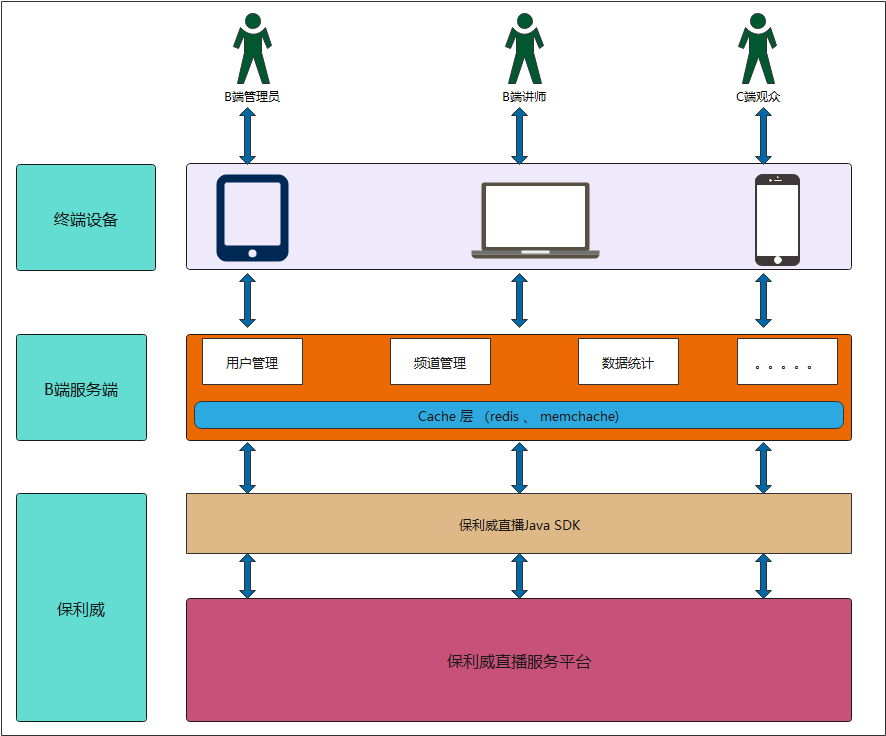 B端管理员
B端讲师
C端观众
终端设备
B端服务端
用户管理
频道管理
数据统计
。。。。。
Cache 层 （redis 、 memchache)
保利威
保利威直播Java SDK
保利威直播服务平台